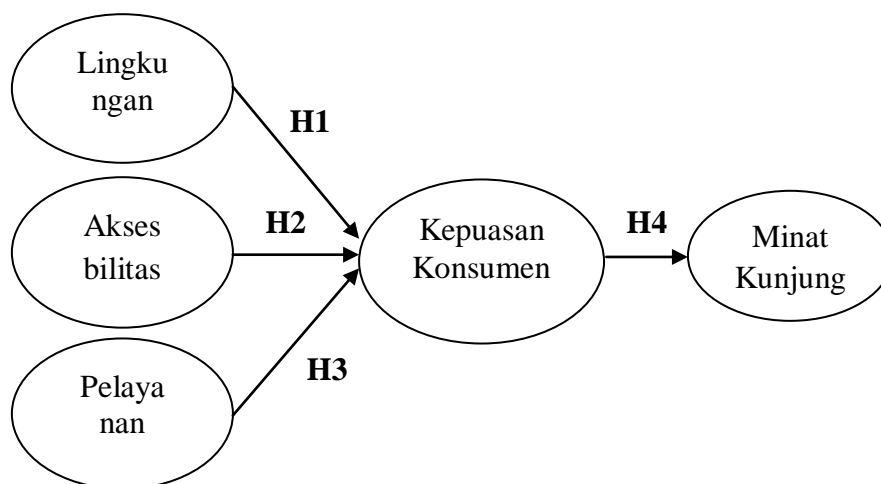 Lingku
ngan
H1
Akses
bilitas
H2
Kepuasan
Konsumen
H4
Minat
Kunjung
H3
Pelaya
nan